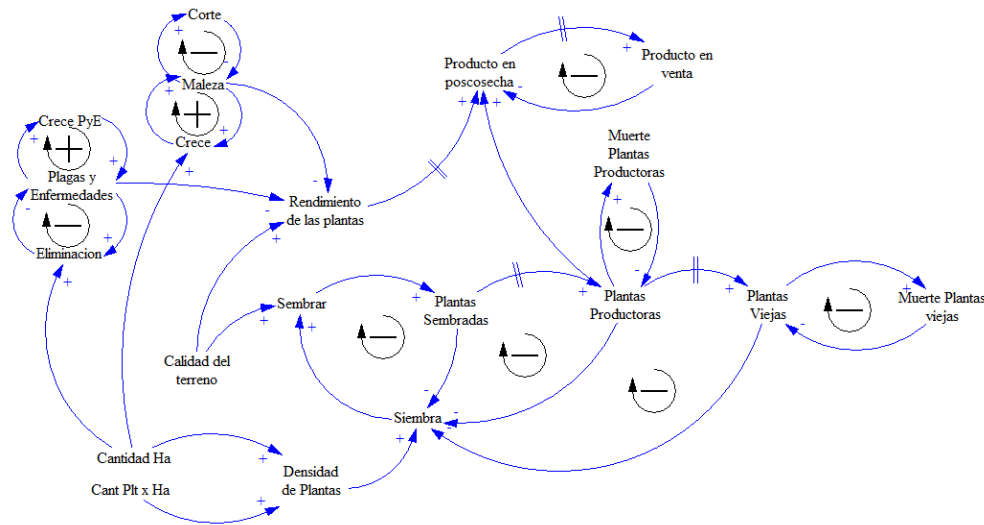 Corte
Maleza
Crece
Crece PyE
Plagas y
Enfermedades
Eliminacion
Producto en
poscosecha
Producto en
venta
Muerte
Plantas
Productoras
Rendimiento
de las plantas
Sembrar
Plantas
Sembradas
Plantas
Productoras
Plantas
Viejas
Muerte Plantas
viejas
Calidad del
terreno
Siembra
Cantidad Ha
Cant Plt x Ha
Densidad
de Plantas